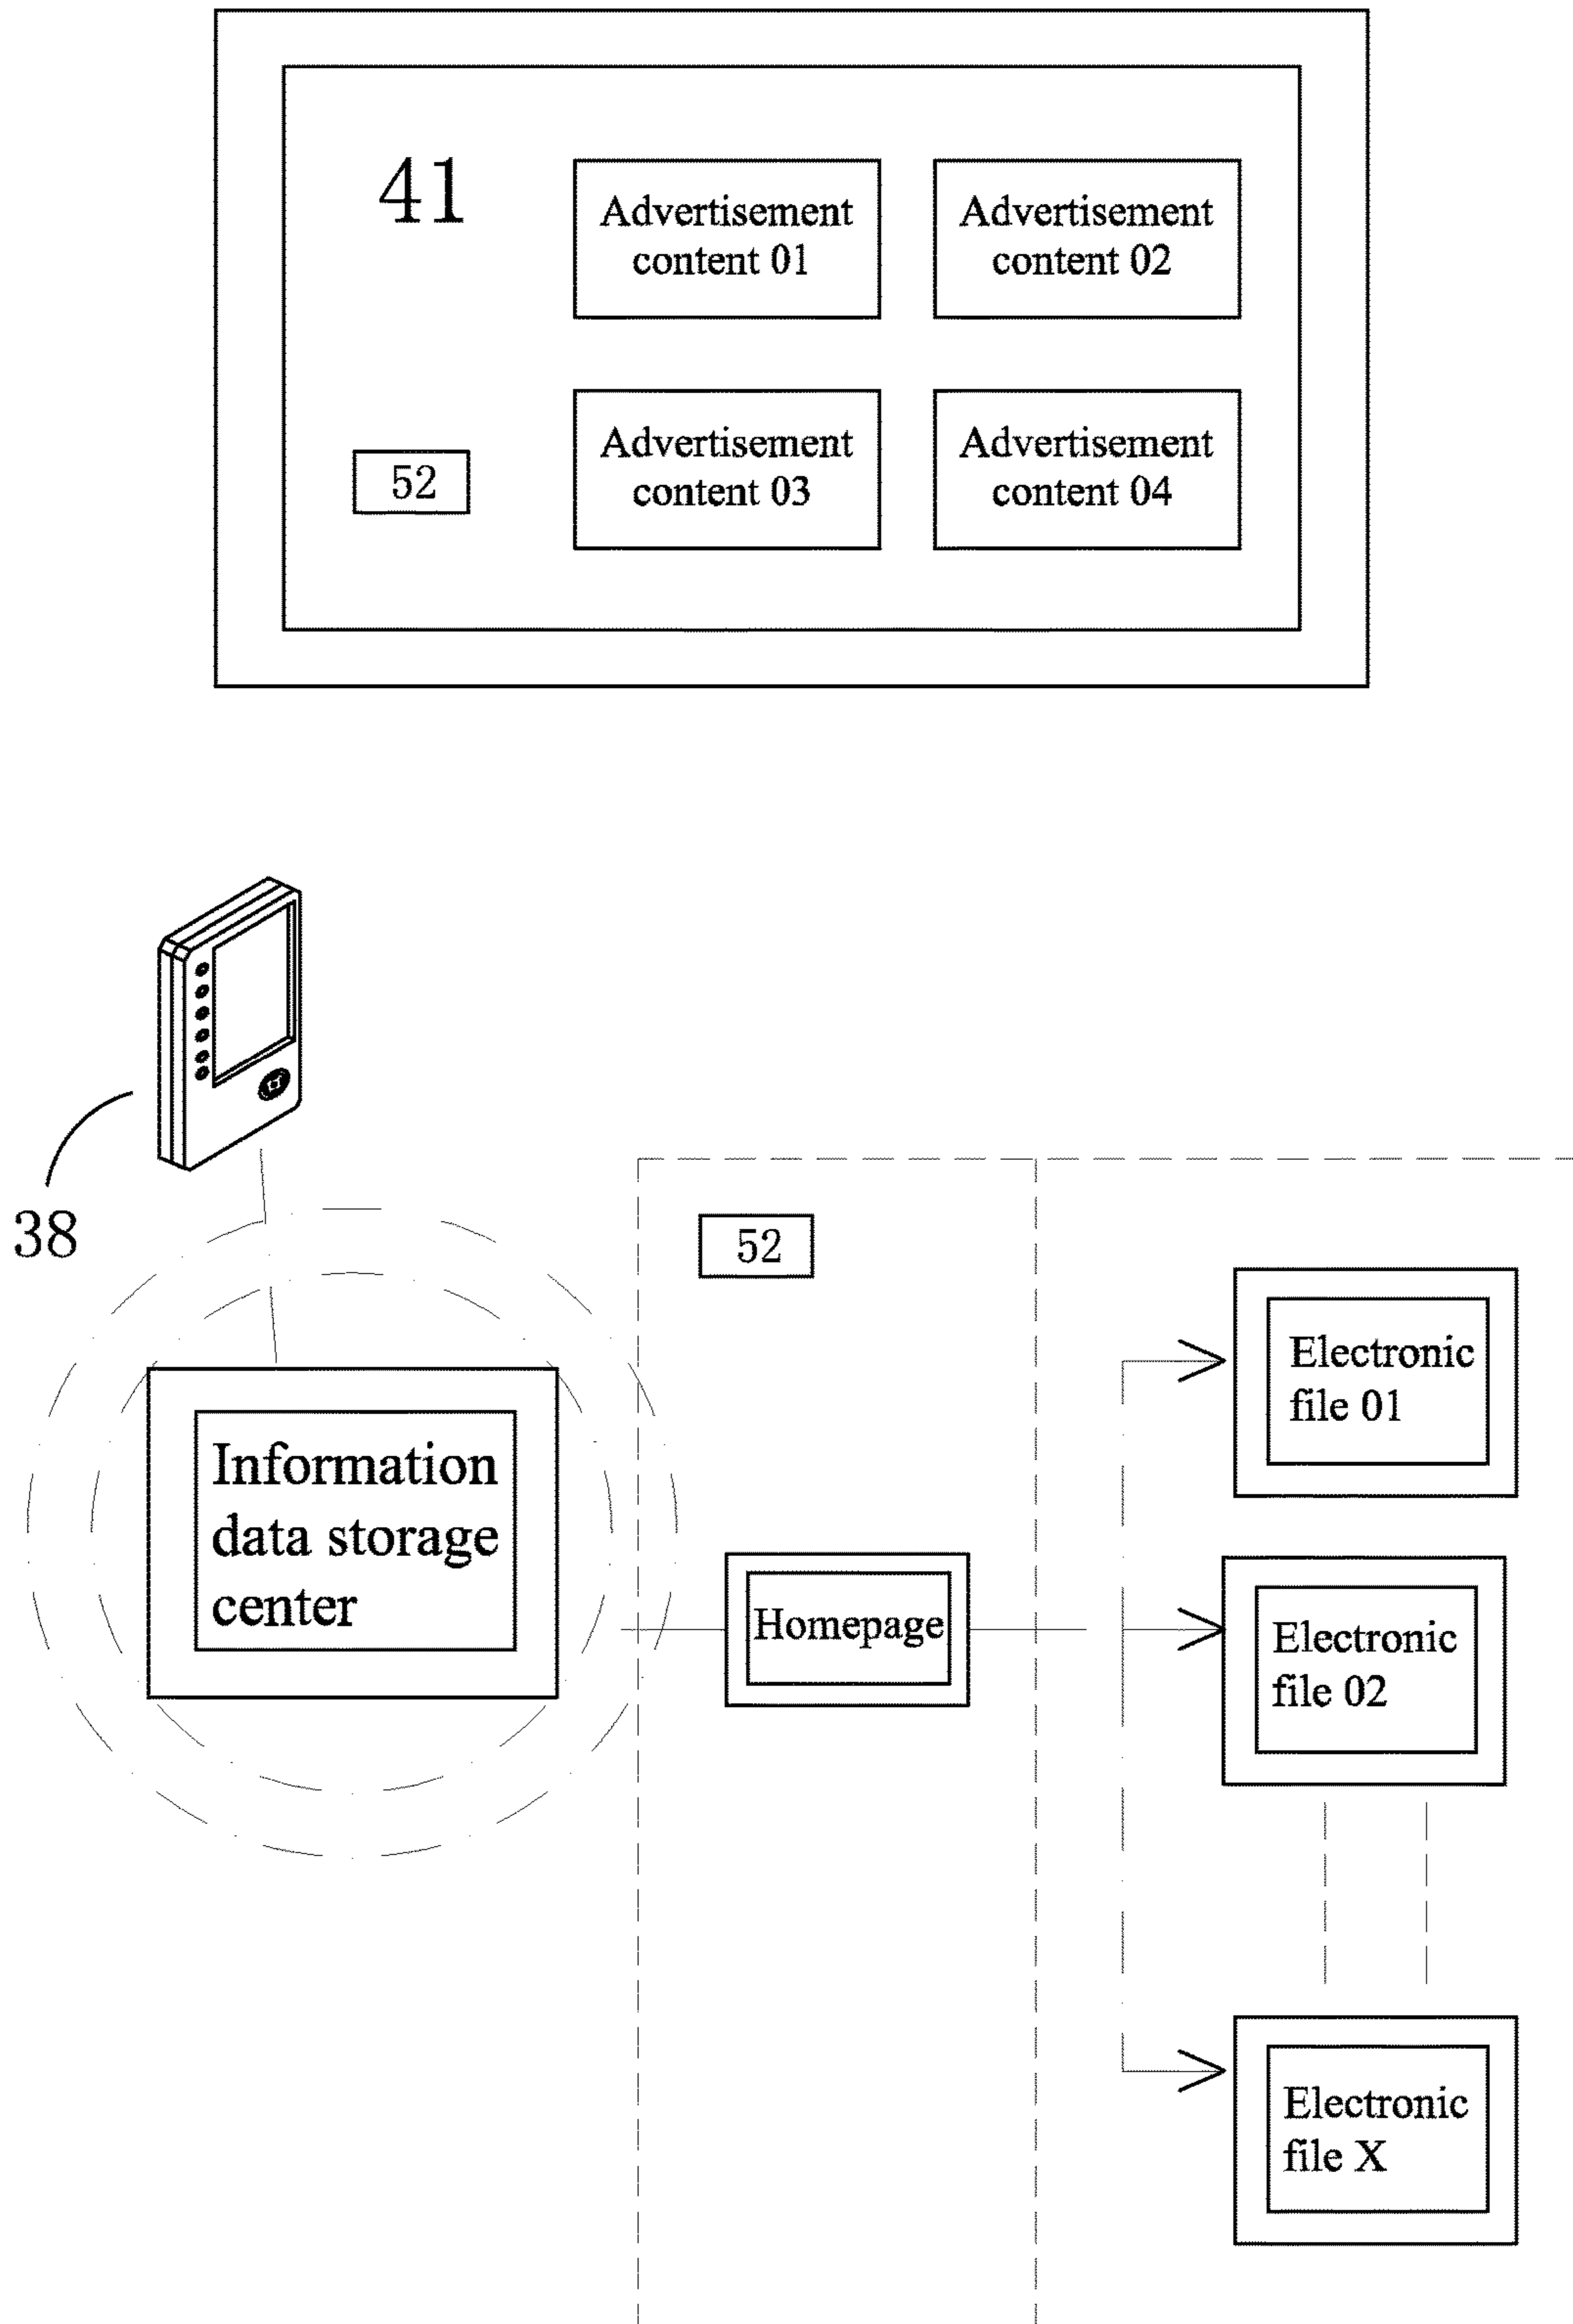 41
Advertisement
content 01
Advertisement
content 02
52
Advertisement
content 03
Advertisement
content 04
38
52
Information
data storage
center
Homepage
Electronic
file 01
Electronic
file 02
Electronic
file X